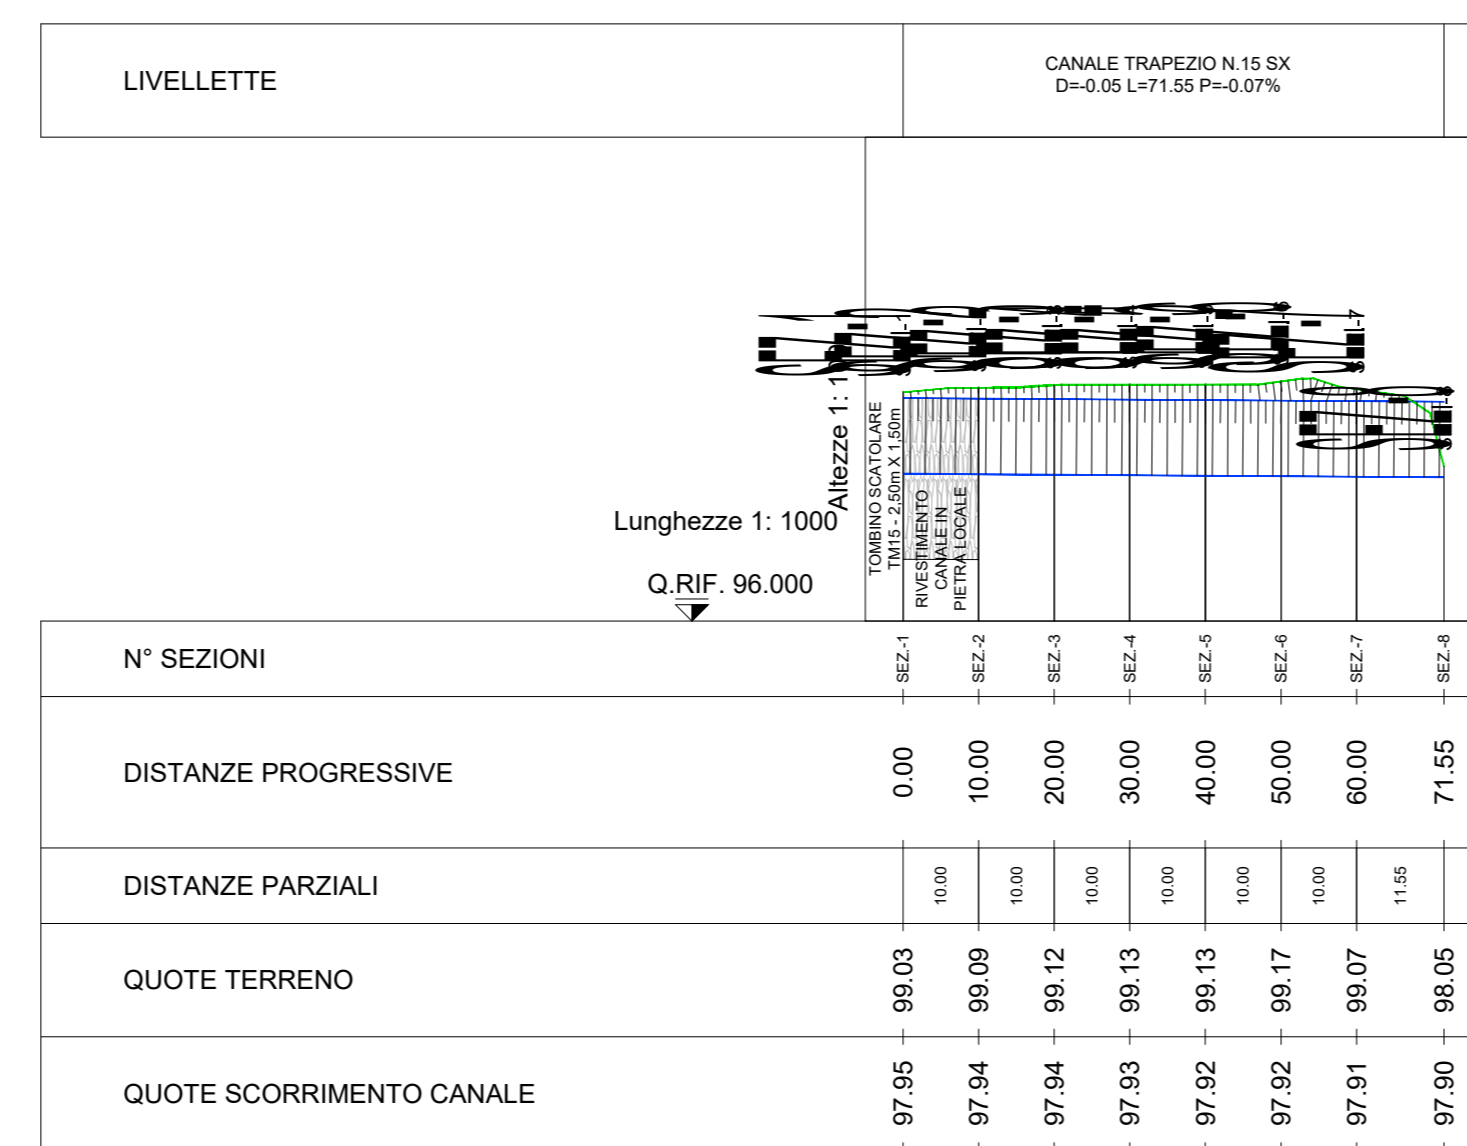 LIVELLETTE
CANALE TRAPEZIO N.15 SX
D=-0.05 L=71.55 P=-0.07%
Altezze 1: 1
Lunghezze 1: 1000
Q.RIF. 96.000
TOMBINO SCATOLARE
TM15 - 2,50m X 1,50m
RIVESTIMENTO
CANALE IN
PIETRA LOCALE
N° SEZIONI
SEZ.-1 SEZ.-2 SEZ.-3 SEZ.-4 SEZ.-5 SEZ.-6 SEZ.-7 SEZ.-8
DISTANZE PROGRESSIVE
0.00 10.00 20.00 30.00 40.00 50.00 60.00 71.55
DISTANZE PARZIALI
10.00 10.00 10.00 10.00 10.00 10.00 11.55
QUOTE TERRENO
99.03 99.09 99.12 99.13 99.13 99.17 99.07 98.05
QUOTE SCORRIMENTO CANALE
97.95 97.94 97.94 97.93 97.92 97.92 97.91 97.90